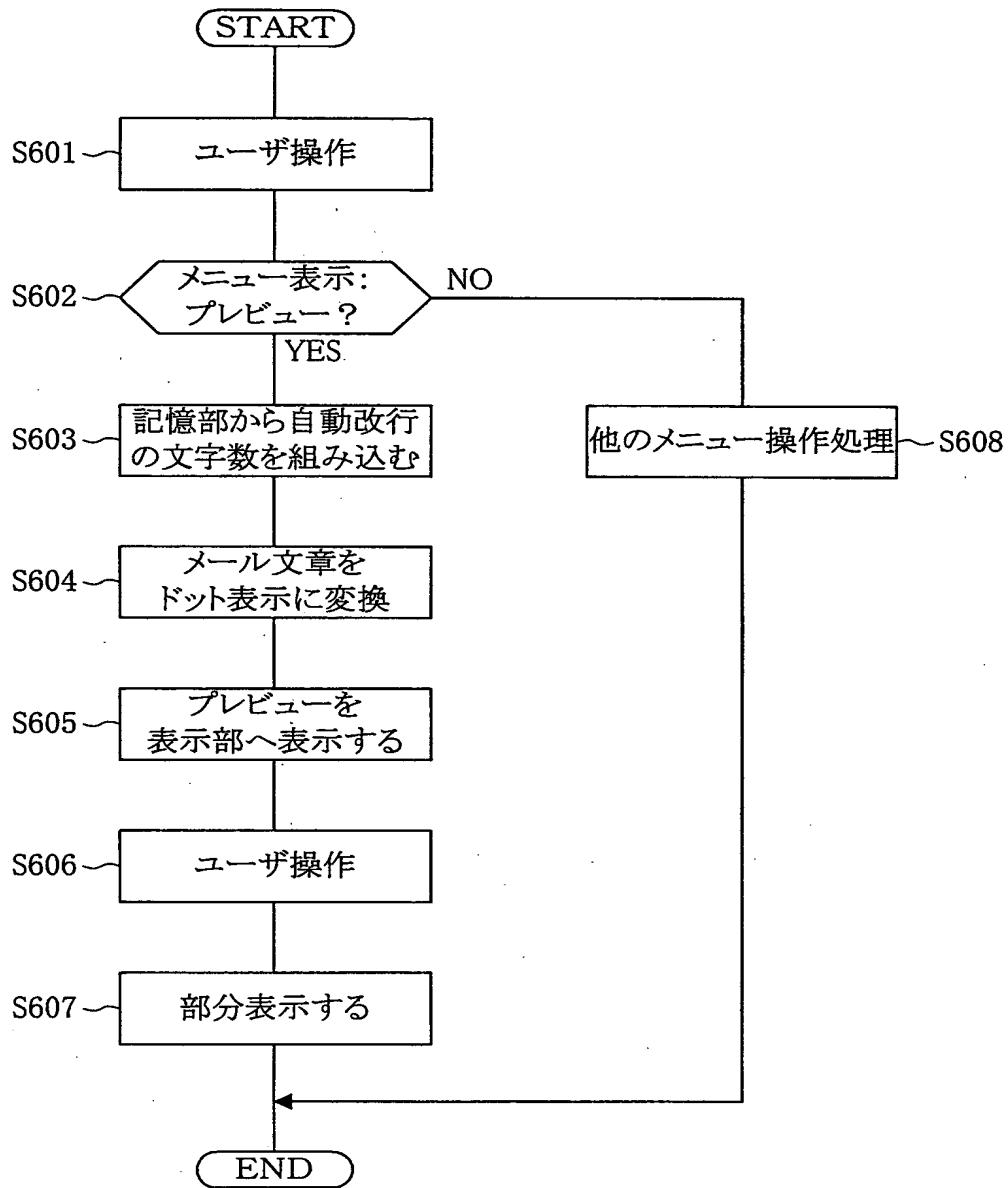 START
S601
ユーザ操作
S602
メニュー表示:
プレビュー?
NO
YES
S603
記憶部から自動改行
の文字数を組み込む
他のメニュー操作処理
S608
S604
メール文章を
ドット表示に変換
S605
プレビューを
表示部へ表示する
S606
ユーザ操作
S607
部分表示する
END